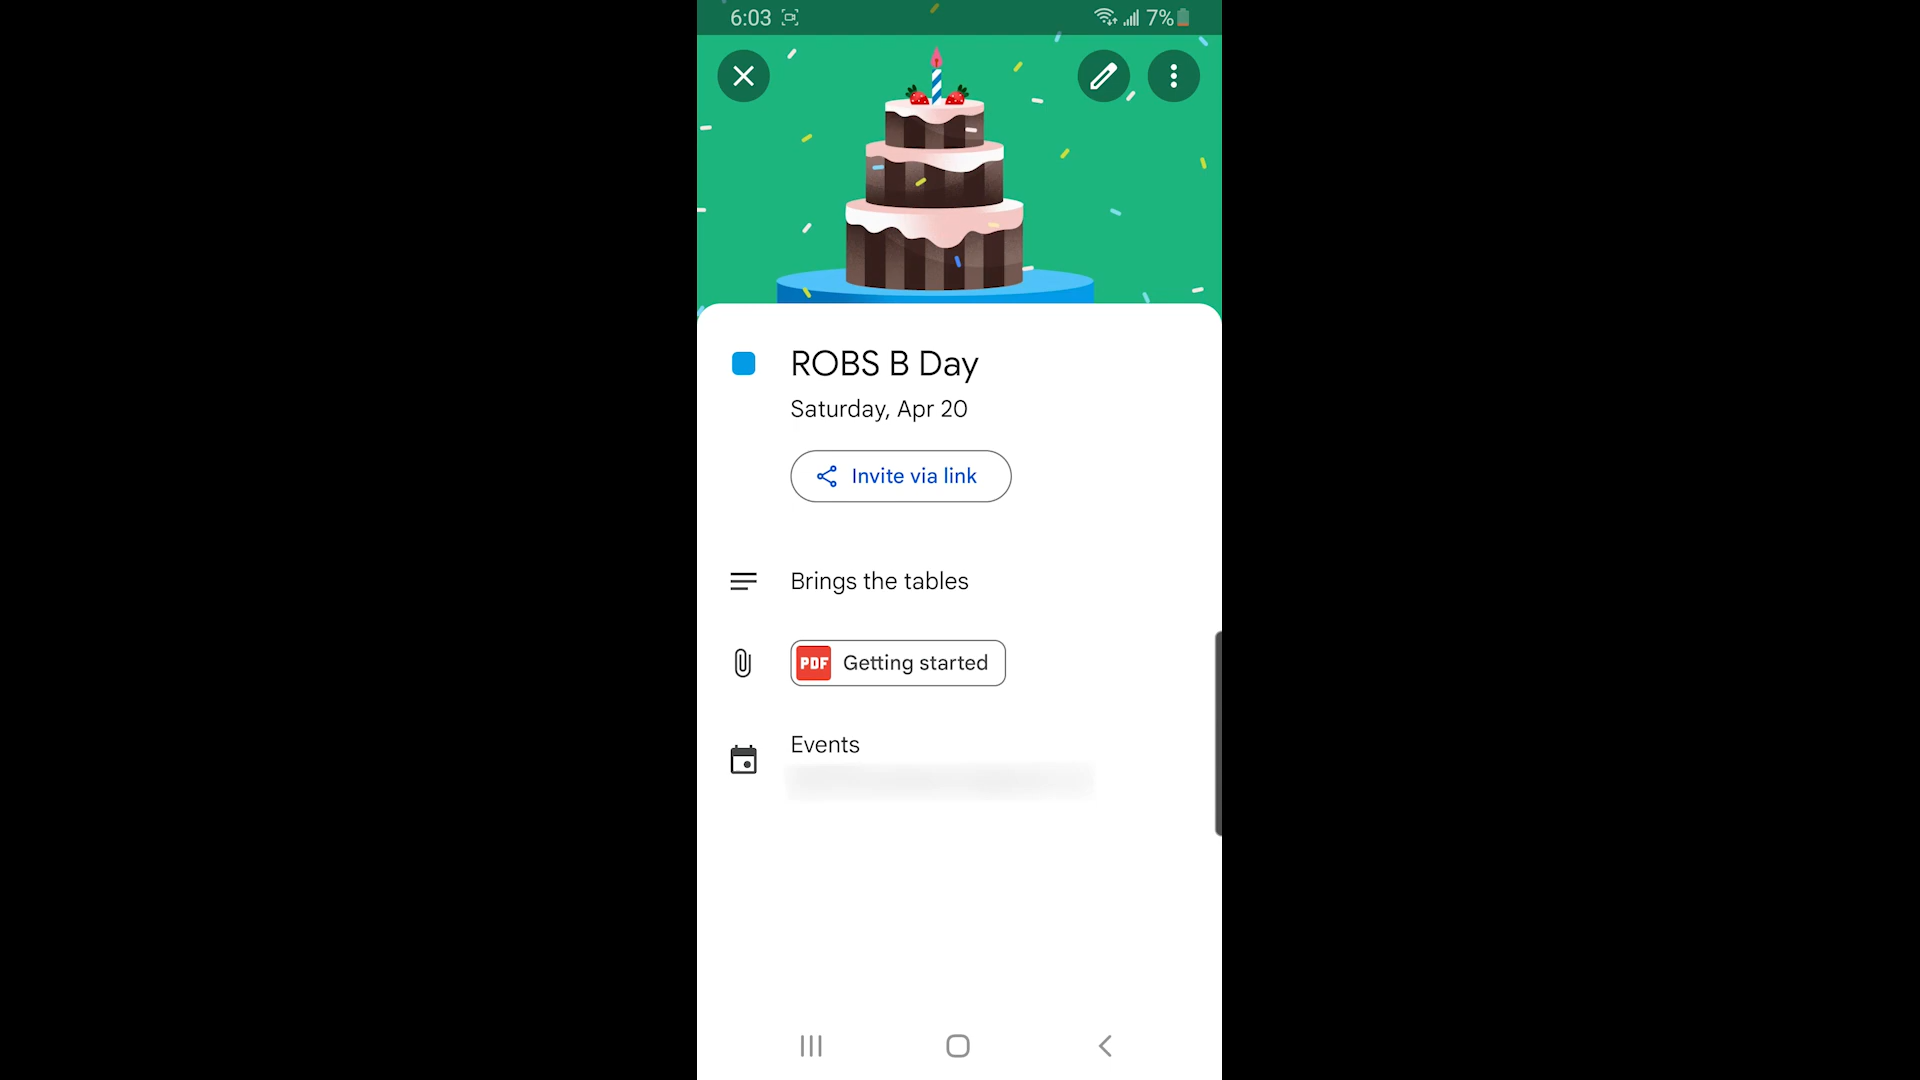 6:03 7%
ROBS B Day
Saturday, Apr 20
Invite via link
Brings the tables
PDF Getting started
Events